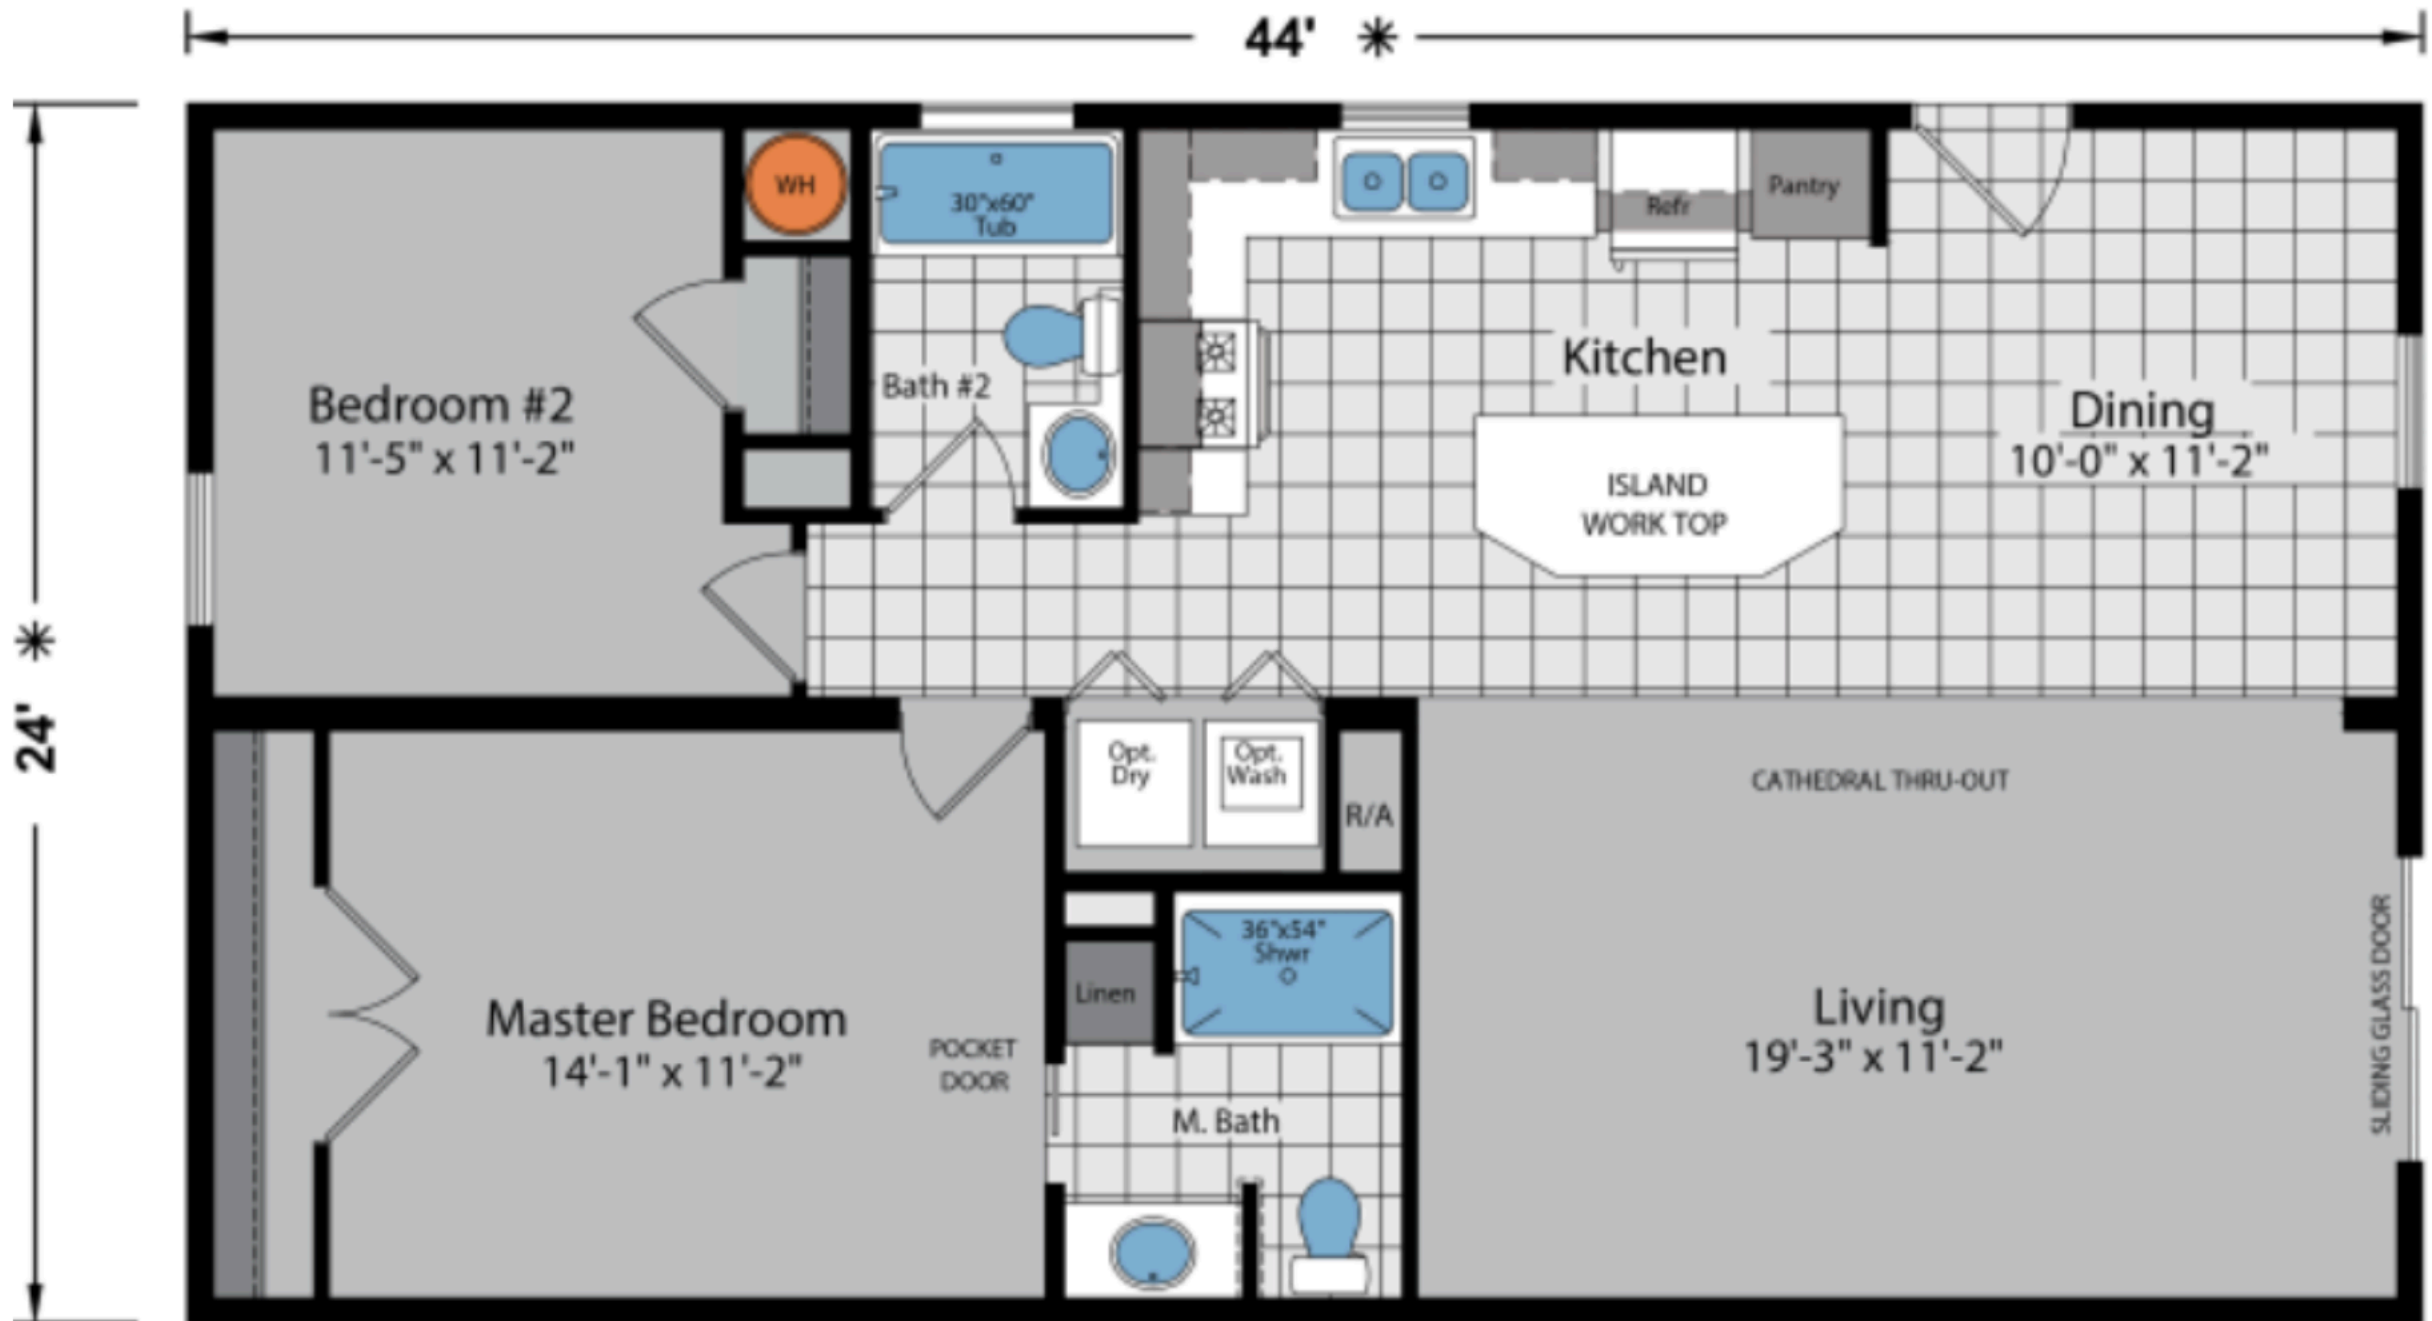 44' ✳
24' ✳
WH
30"x60"
Tub
Refr
Pantry
Bedroom #2
11'-5" x 11'-2"
Bath #2
Kitchen
ISLAND
WORK TOP
Dining
10'-0" x 11'-2"
Opt.
Dry
Opt.
Wash
R/A
CATHEDRAL THRU-OUT
36"x54"
Shwr
Linen
Master Bedroom
14'-1" x 11'-2"
POCKET
DOOR
M. Bath
Living
19'-3" x 11'-2"
SLIDING GLASS DOOR